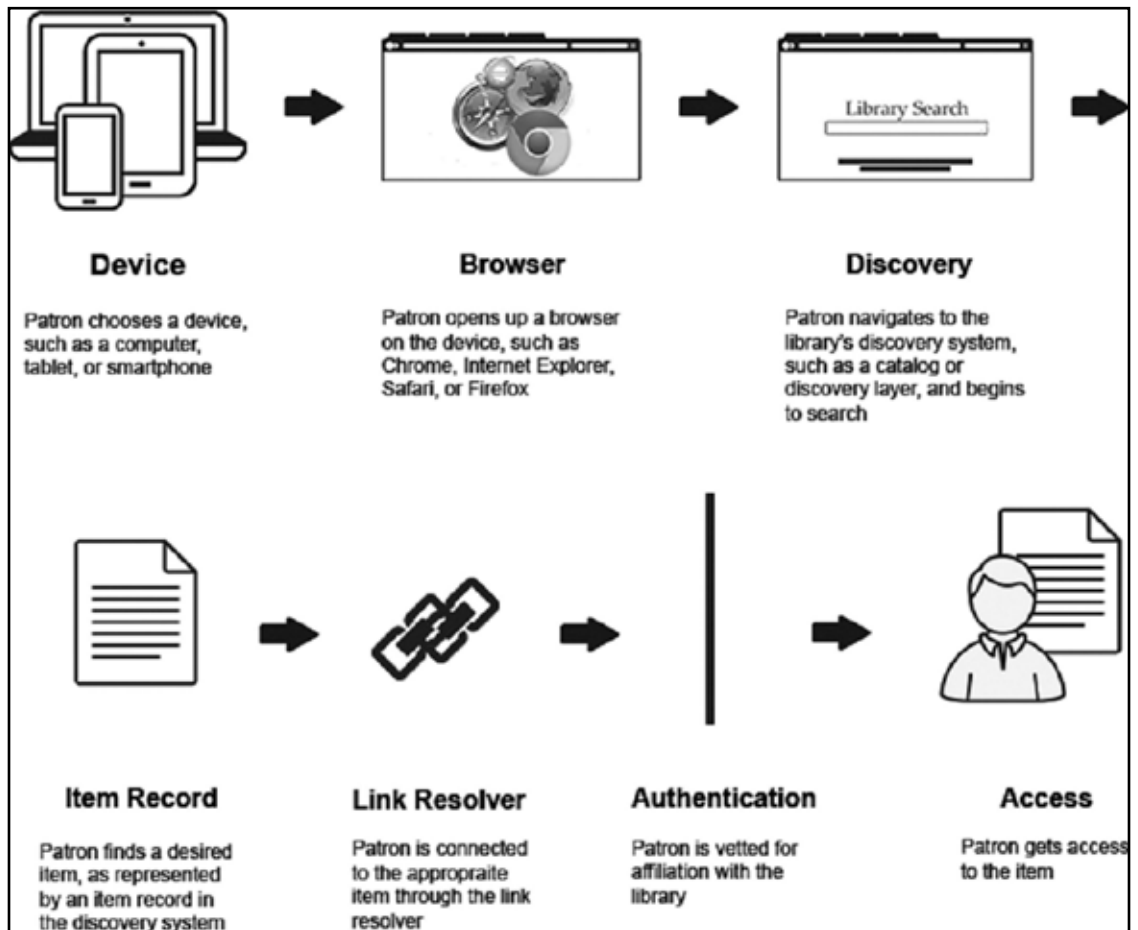 Library Search
Device
Patron chooses a device,
such as a computer,
tablet, or smartphone
Browser
Patron opens up a browser
on the device, such as
Chrome, Internet Explorer,
Safari, or Firefox
Discovery
Patron navigates to the
library's discovery system,
such as a catalog or
discovery layer, and begins
to search
Item Record
Patron finds a desired
item, as represented
by an item record in
the discovery system
Link Resolver
Patron is connected
to the appropraite
item through the link
resolver
Authentication
Patron is vetted for
affiliation with the
library
Access
Patron gets access
to the item